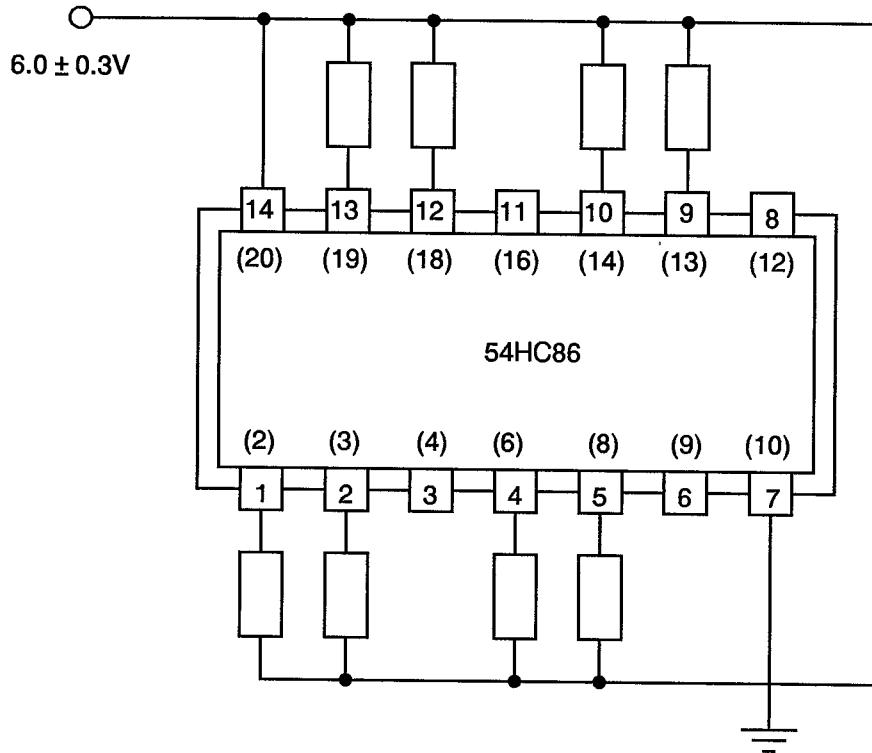 6.0 ± 0.3V
14 13 12 11 10 9 8
(20) (19) (18) (16) (14) (13) (12)
54HC86
(2) (3) (4) (6) (8) (9) (10)
1 2 3 4 5 6 7